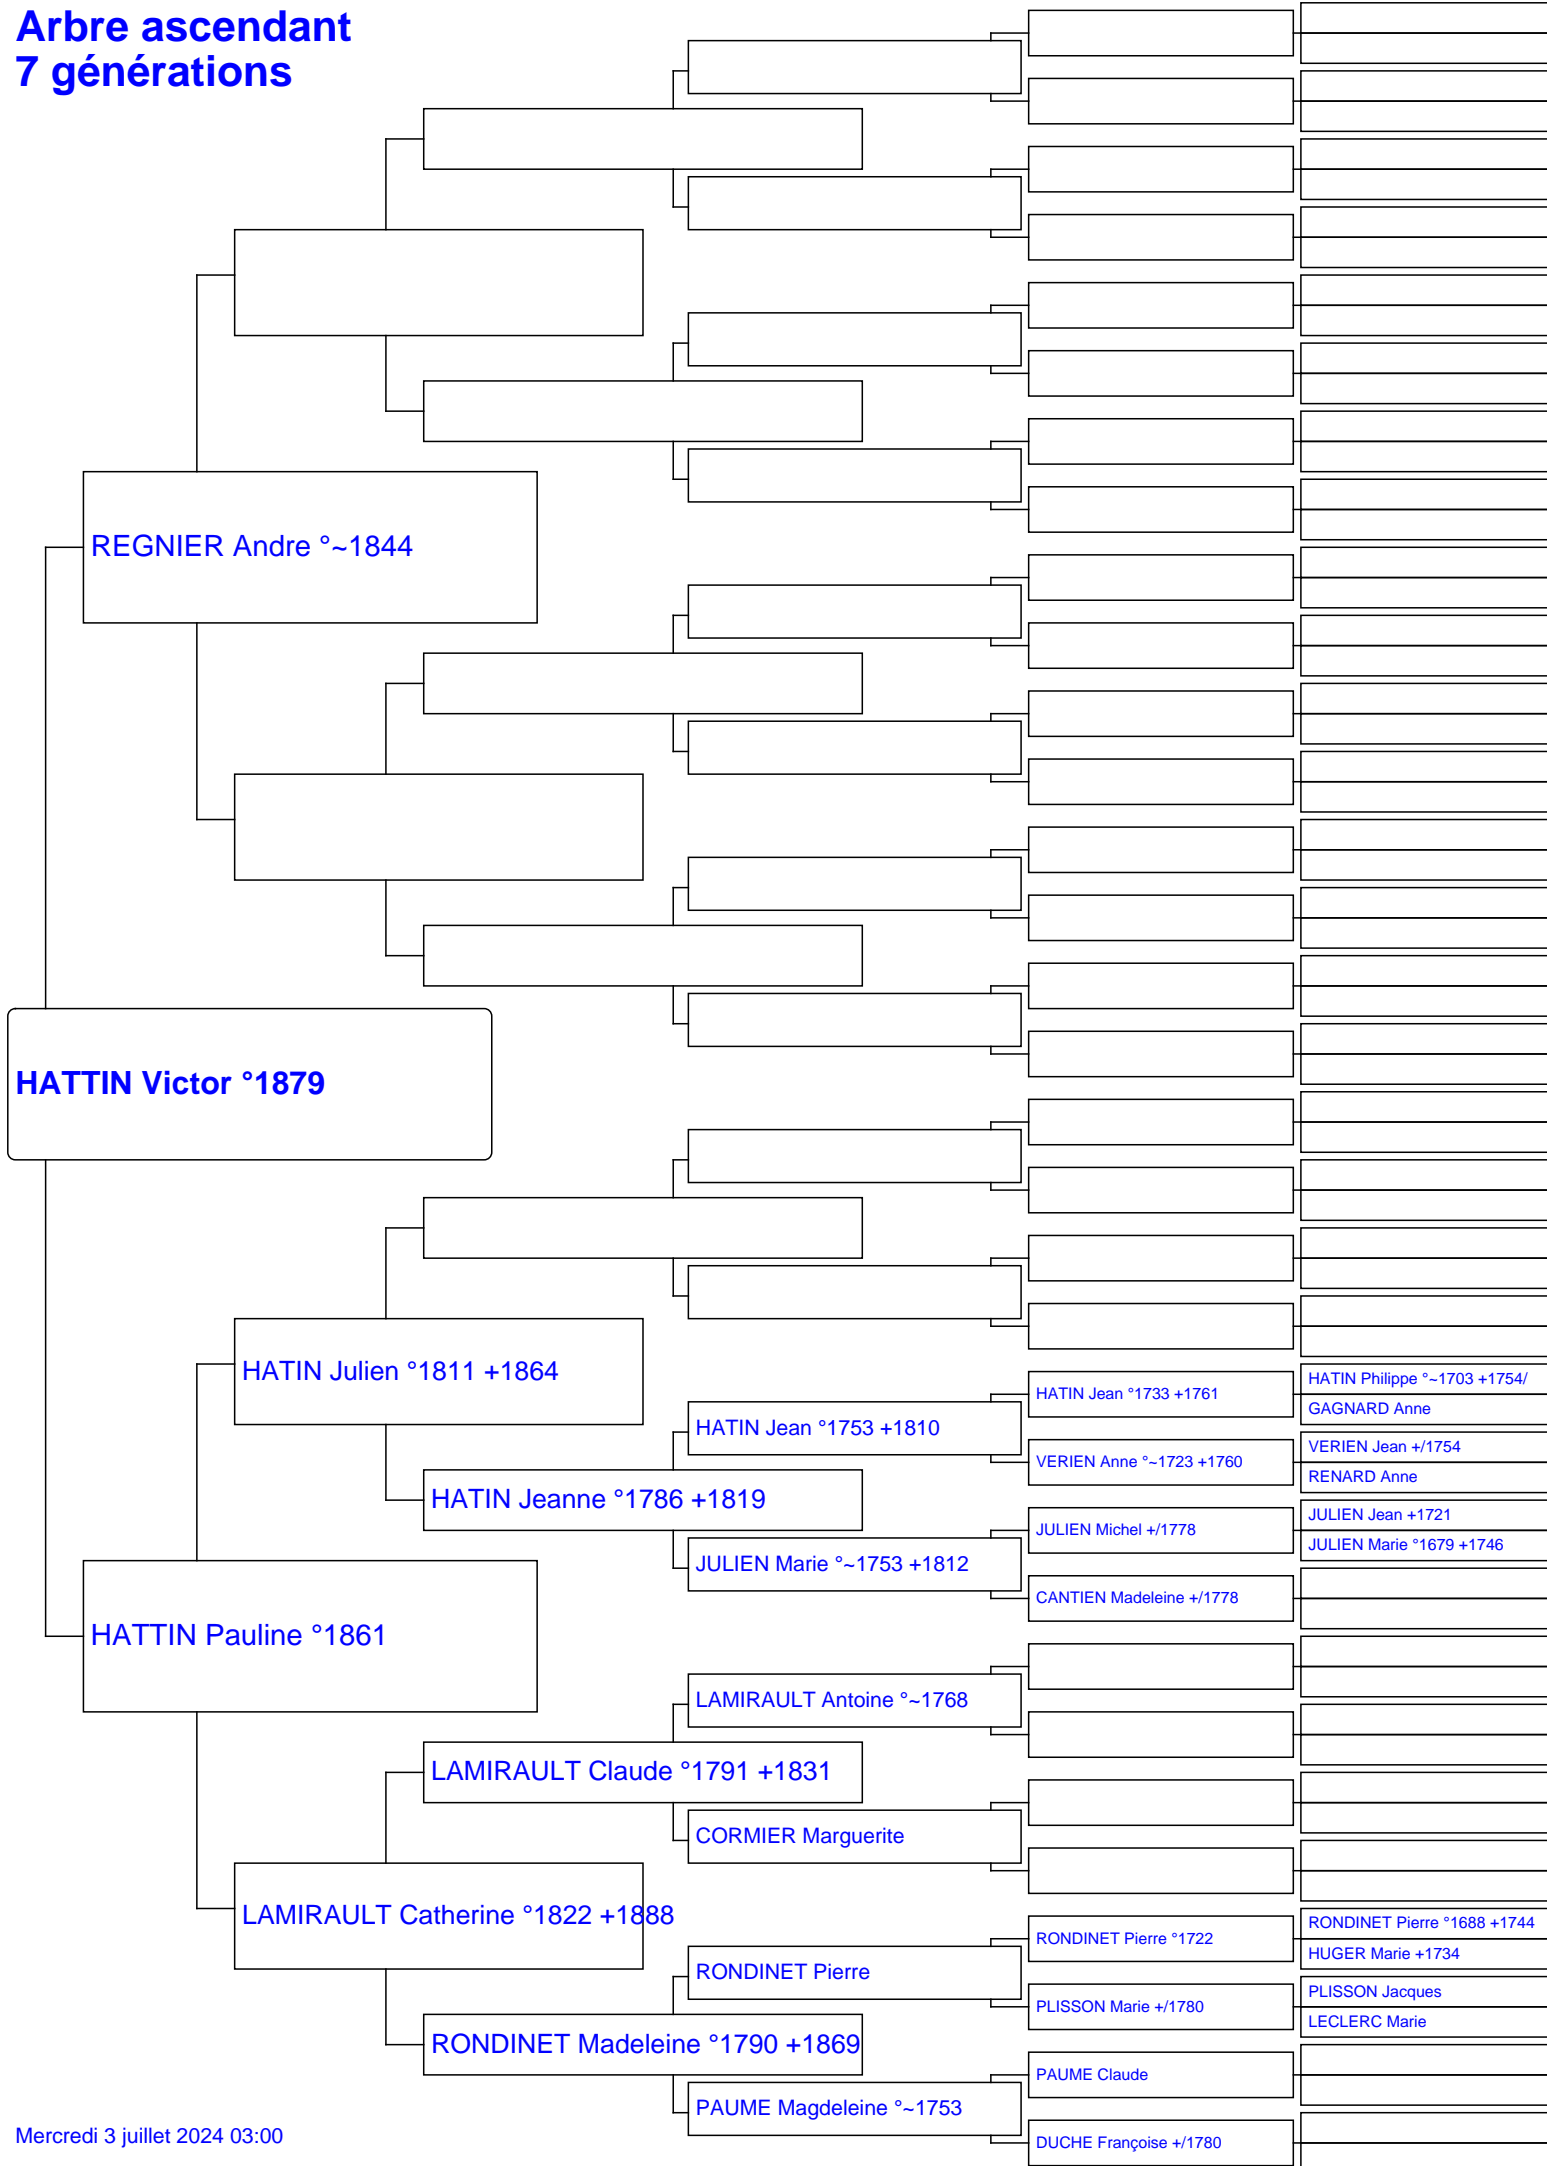 Arbre ascendant
7 générations
REGNIER Andre °~1844
HATTIN Victor °1879
HATIN Julien °1811 +1864
HATIN Jean °1733 +1761
HATIN Philippe °~1703 +1754/
GAGNARD Anne
HATIN Jean °1753 +1810
VERIEN Anne °~1723 +1760
VERIEN Jean +/1754
RENARD Anne
HATIN Jeanne °1786 +1819
JULIEN Michel +/1778
JULIEN Jean +1721
JULIEN Marie °1679 +1746
JULIEN Marie °~1753 +1812
CANTIEN Madeleine +/1778
HATTIN Pauline °1861
LAMIRAULT Antoine °~1768
LAMIRAULT Claude °1791 +1831
CORMIER Marguerite
LAMIRAULT Catherine °1822 +1888
RONDINET Pierre °1722
RONDINET Pierre °1688 +1744
HUGER Marie +1734
RONDINET Pierre
PLISSON Marie +/1780
PLISSON Jacques
LECLERC Marie
RONDINET Madeleine °1790 +1869
PAUME Claude
PAUME Magdeleine °~1753
DUCHE Françoise +/1780
Mercredi 3 juillet 2024 03:00